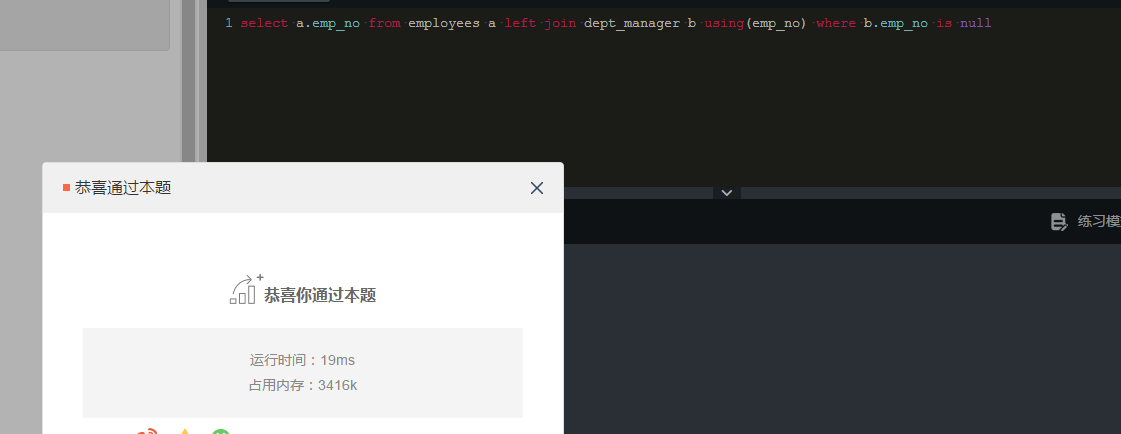 1 select a.emp_no from employees a left join dept_manager b using(emp_no) where b.emp_no is null
恭喜通过本题
练习模
恭喜你通过本题
运行时间：19ms
占用内存：3416k